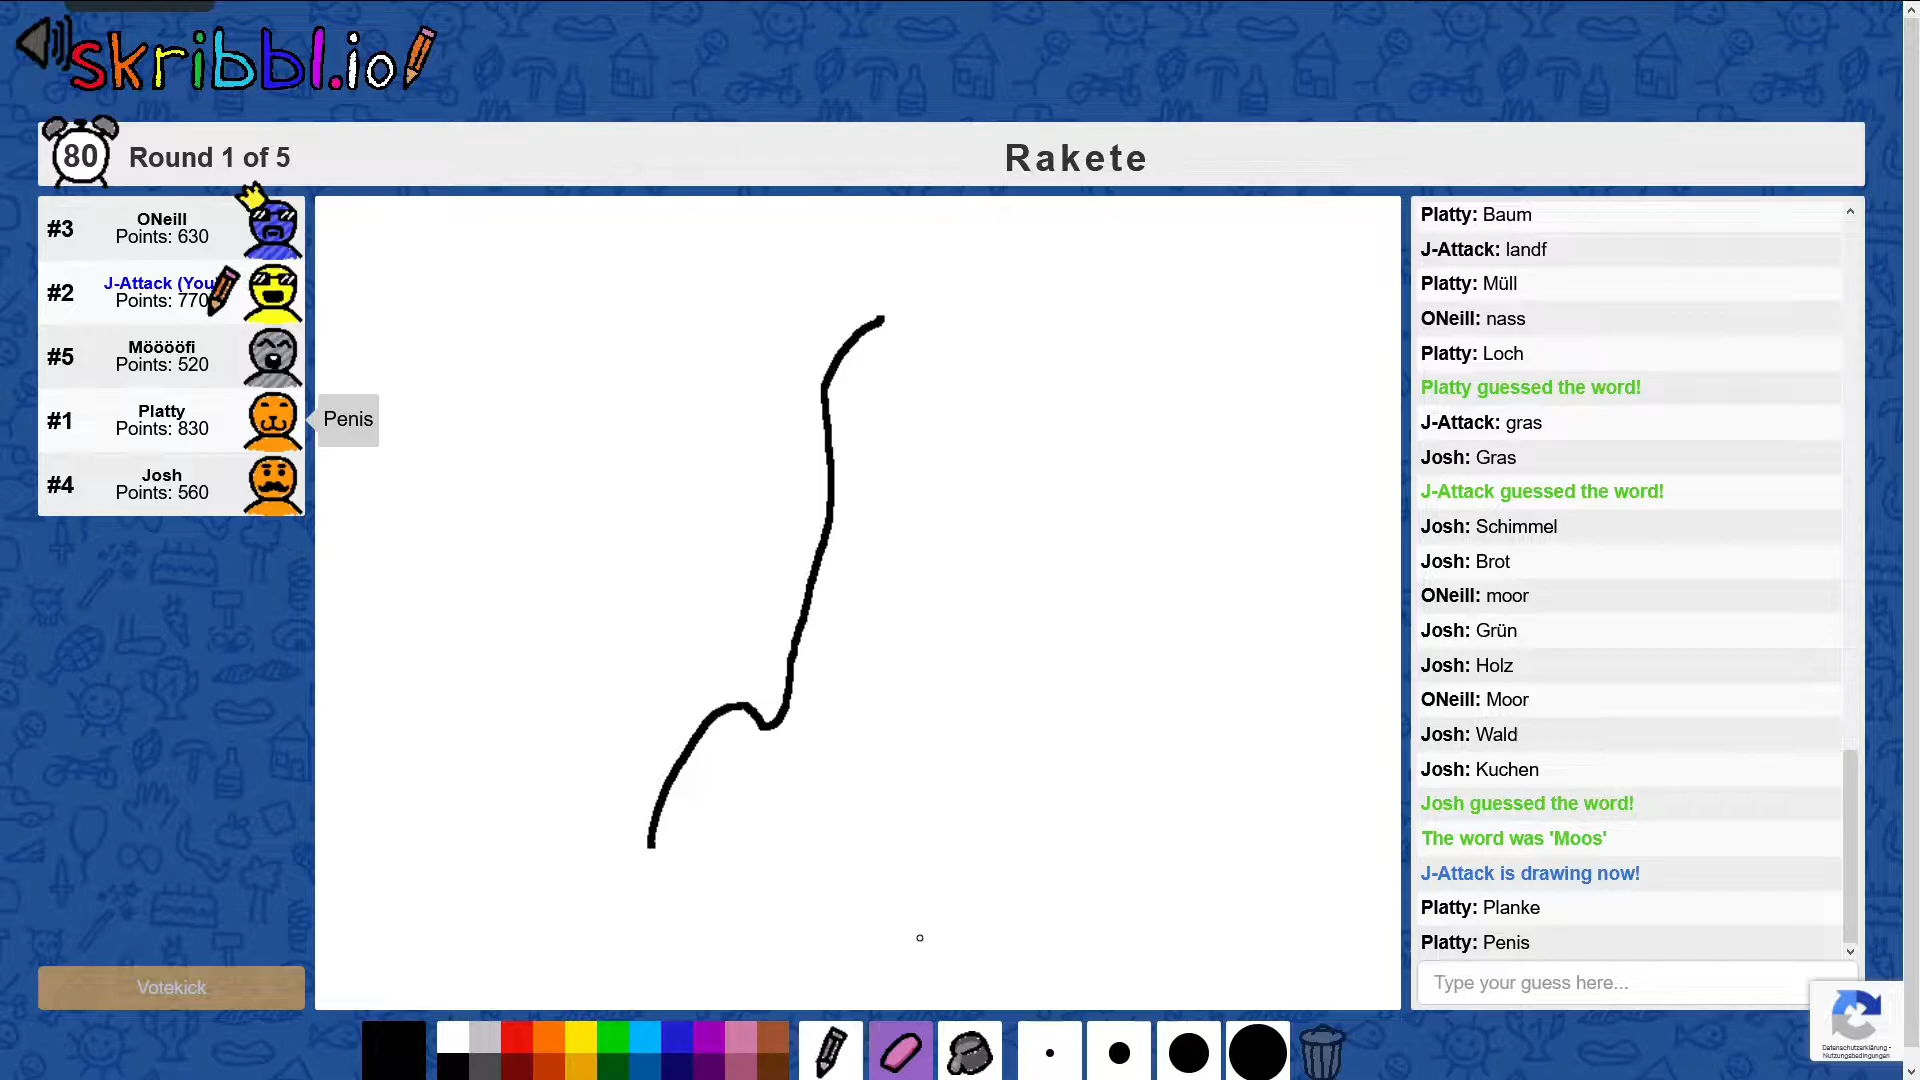 skribbl.io
80
Round 1 of 5
Rakete
#3
ONeill
Points: 630
#2
J-Attack (You
Points: 770
#5
Mööööfi
Points: 520
#1
Platty
Points: 830
Penis
#4
Josh
Points: 560
Votekick
Platty: Baum
J-Attack: landf
Platty: Müll
ONeill: nass
Platty: Loch
Platty guessed the word!
J-Attack: gras
Josh: Gras
J-Attack guessed the word!
Josh: Schimmel
Josh: Brot
ONeill: moor
Josh: Grün
Josh: Holz
ONeill: Moor
Josh: Wald
Josh: Kuchen
Josh guessed the word!
The word was 'Moos'
J-Attack is drawing now!
Platty: Planke
Platty: Penis
Type your guess here...
Datenschutzerklärung -
Nutzungsbedingungen